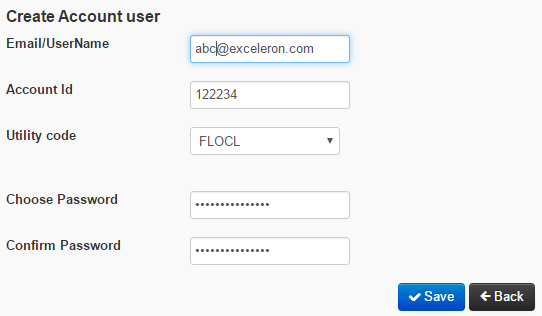 Create Account user
Email/UserName abc@exceleron.com
Account Id 122234
Utility code FLOCL
Choose Password •••••••••••••••
Confirm Password •••••••••••••••
Save Back